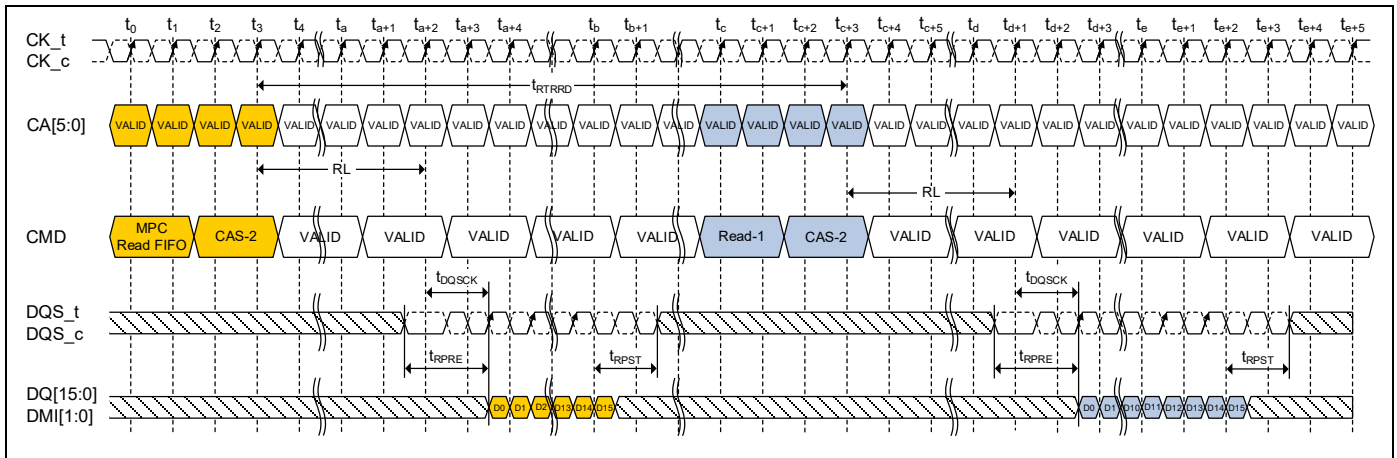 t0 t1 t2 t3 t4 ta ta+1 ta+2 ta+3 ta+4 tb tb+1 tc tc+1 tc+2 tc+3 tc+4 tc+5 td td+1 td+2 td+3 te te+1 te+2 te+3 te+4 te+5
CK_t
CK_c
tRTRRD
CA[5:0] VALID VALID VALID VALID VALID VALID VALID VALID VALID VALID VALID VALID VALID VALID VALID VALID VALID VALID VALID VALID VALID VALID VALID VALID VALID VALID VALID VALID VALID VALID
RL
RL
CMD MPC Read FIFO CAS-2 VALID VALID VALID VALID VALID Read-1 CAS-2 VALID VALID VALID VALID VALID VALID
tDQSCK tDQSCK
DQS_t
DQS_c
tRPRE tRPST tRPRE tRPST
DQ[15:0]
DMI[1:0]
D0 D1 D2 D13 D14 D15 D0 D1 D10 D11 D12 D13 D14 D15